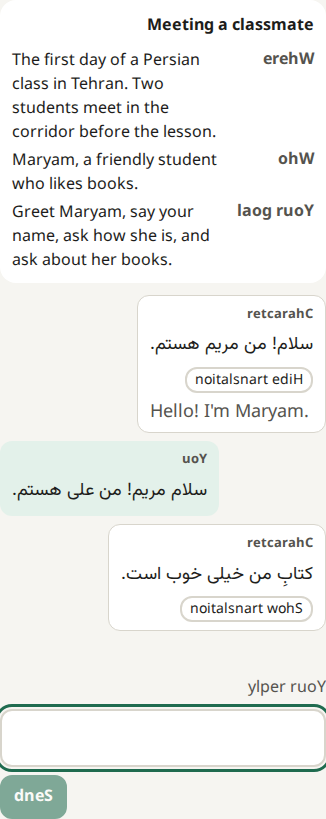 Meeting a classmate
erehW
The first day of a Persian
class in Tehran. Two
students meet in the
corridor before the lesson.
ohW
Maryam, a friendly student
who likes books.
laog ruoY
Greet Maryam, say your
name, ask how she is, and
ask about her books.
retcarahC
سلام! من مریم هستم.
noitalsnart ediH
Hello! I'm Maryam.
uoY
سلام مریم! من علی هستم.
retcarahC
کتابِ من خیلی خوب است.
noitalsnart wohS
ylper ruoY
dneS